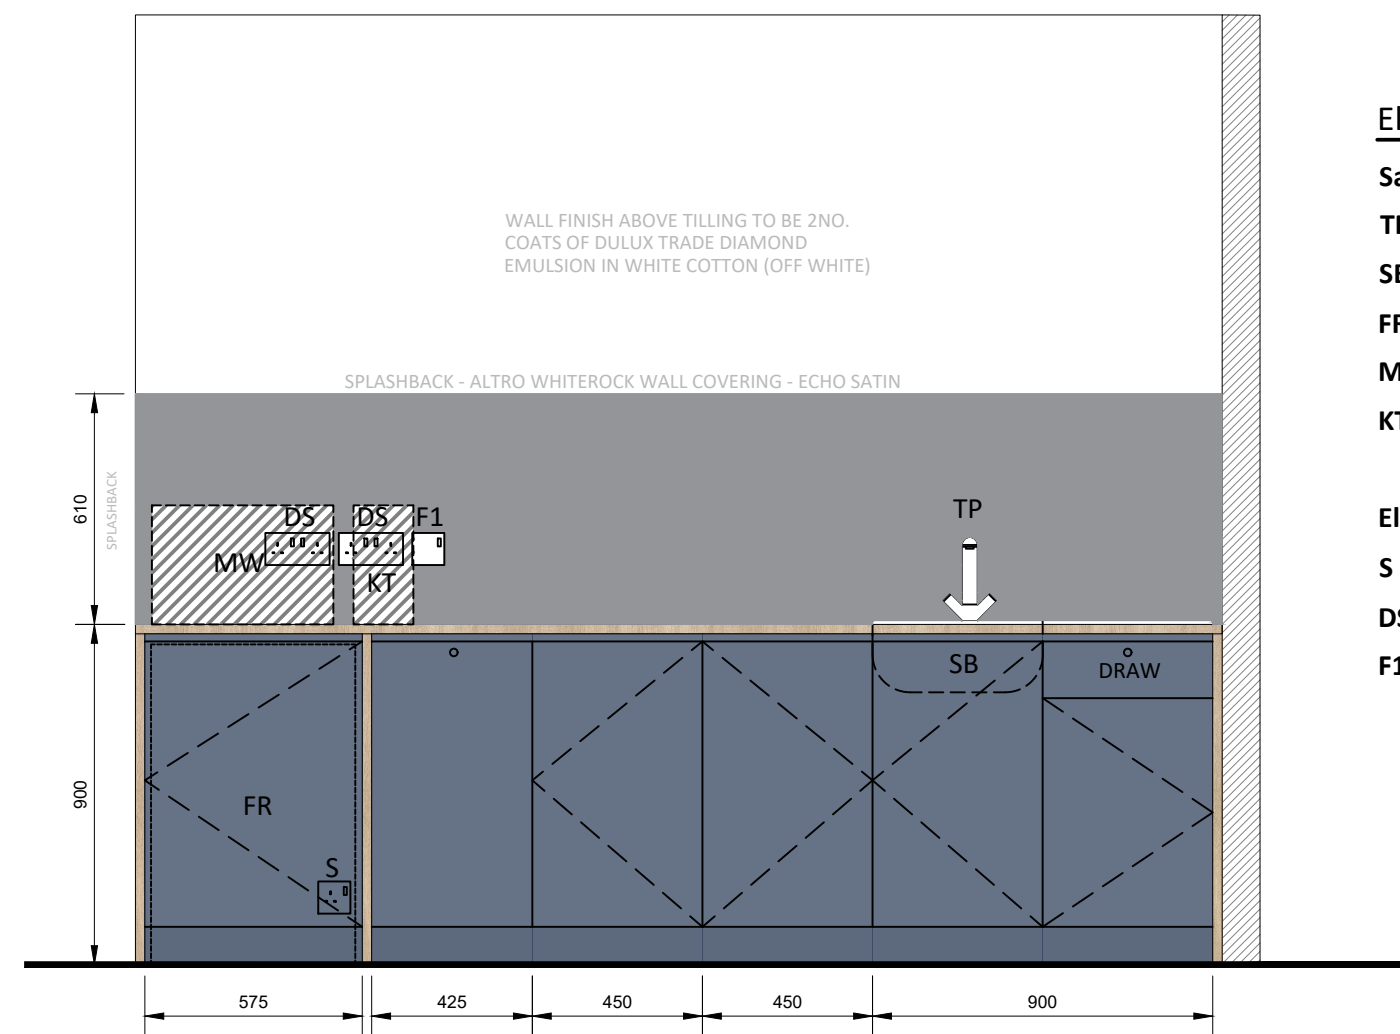 WALL FINISH ABOVE TILLING TO BE 2NO.
COATS OF DULUX TRADE DIAMOND
EMULSION IN WHITE COTTON (OFF WHITE)
SPLASHBACK - ALTRO WHITEROCK WALL COVERING - ECHO SATIN
610
SPLASHBACK
DS
DS
F1
MW
KT
TP
SB
DRAW
900
FR
S
575
425
450
450
900
S